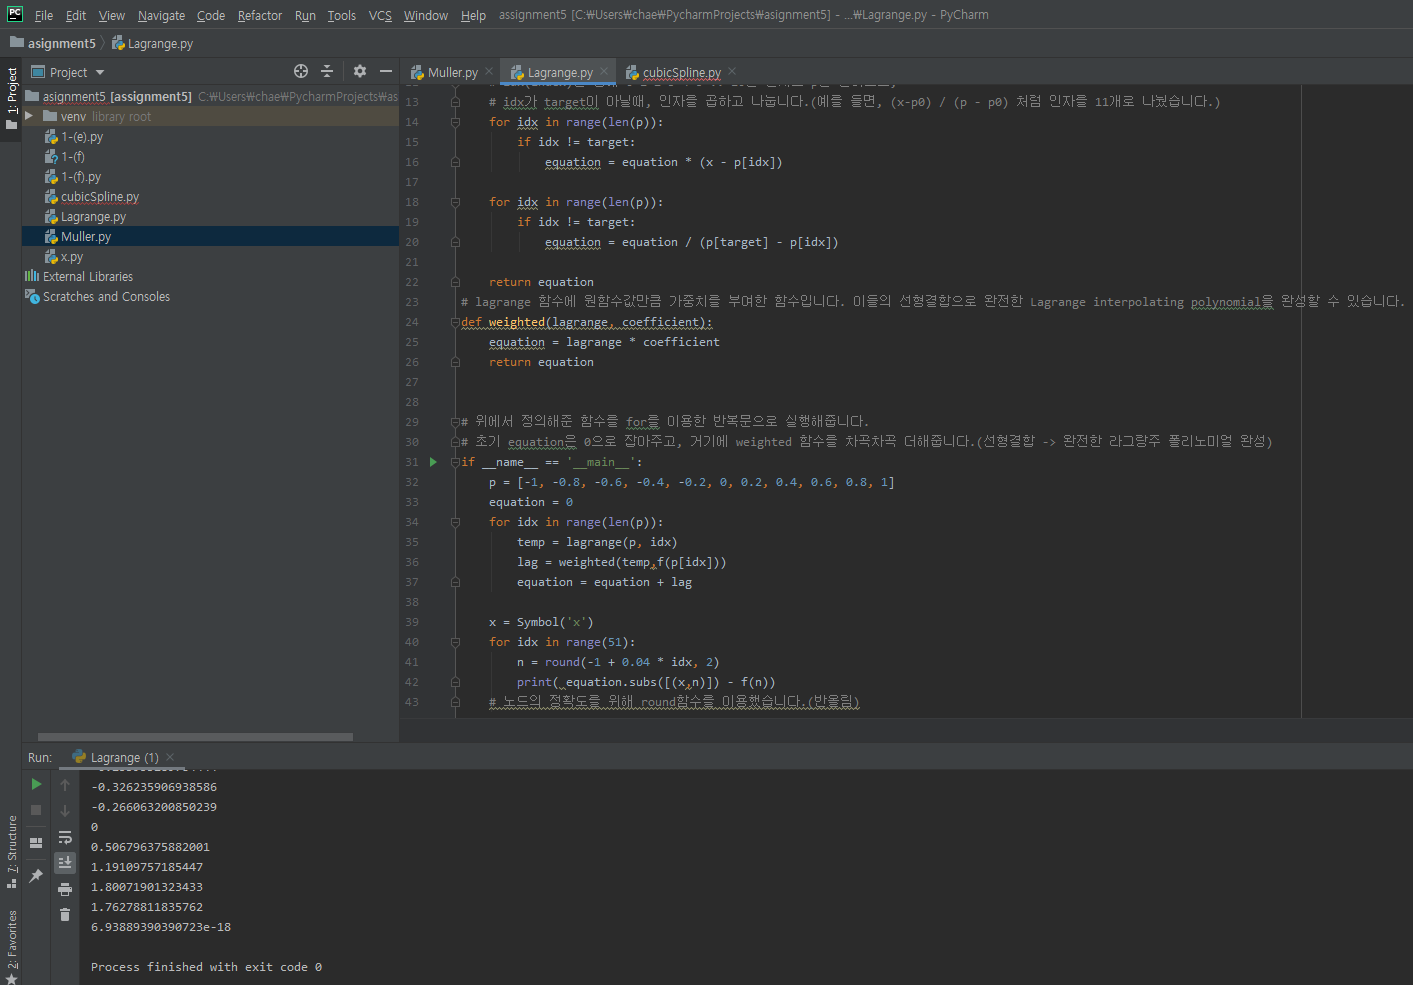 File Edit View Navigate Code Refactor Run Tools VCS Window Help assignment5 [C:₩Users₩chae₩PycharmProjects₩asignment5] - ...₩Lagrange.py - PyCharm
asignment5 Lagrange.py
1: Project
Project
Muller.py Lagrange.py cubicSpline.py
asignment5 [assignment5] C:₩Users₩chae₩PycharmProjects₩as
venv library root
1-(e).py
1-(f)
1-(f).py
cubicSpline.py
Lagrange.py
Muller.py
x.py
External Libraries
Scratches and Consoles
13 # idx가 target이 아닐때, 인자를 곱하고 나눕니다.(예를 들면, (x-p0) / (p - p0) 처럼 인자를 11개로 나눴습니다.)
14 for idx in range(len(p)):
15 if idx != target:
16 equation = equation * (x - p[idx])
17
18 for idx in range(len(p)):
19 if idx != target:
20 equation = equation / (p[target] - p[idx])
21
22 return equation
23 # lagrange 함수에 원함수값만큼 가중치를 부여한 함수입니다. 이들의 선형결합으로 완전한 Lagrange interpolating polynomial을 완성할 수 있습니다.
24 def weighted(lagrange, coefficient):
25 equation = lagrange * coefficient
26 return equation
27
28
29 # 위에서 정의해준 함수를 for를 이용한 반복문으로 실행해줍니다.
30 # 초기 equation은 0으로 잡아주고, 거기에 weighted 함수를 차곡차곡 더해줍니다.(선형결합 -> 완전한 라그랑주 폴리노미얼 완성)
31 if __name__ == '__main__':
32 p = [-1, -0.8, -0.6, -0.4, -0.2, 0, 0.2, 0.4, 0.6, 0.8, 1]
33 equation = 0
34 for idx in range(len(p)):
35 temp = lagrange(p, idx)
36 lag = weighted(temp,f(p[idx]))
37 equation = equation + lag
38
39 x = Symbol('x')
40 for idx in range(51):
41 n = round(-1 + 0.04 * idx, 2)
42 print( equation.subs([(x,n)]) - f(n))
43 # 노드의 정확도를 위해 round함수를 이용했습니다.(반올림)
Run: Lagrange (1)
-0.326235906938586
-0.266063200850239
0
0.506796375882001
1.19109757185447
1.80071901323433
1.76278811835762
6.93889390390723e-18
Process finished with exit code 0
7: Structure
2: Favorites